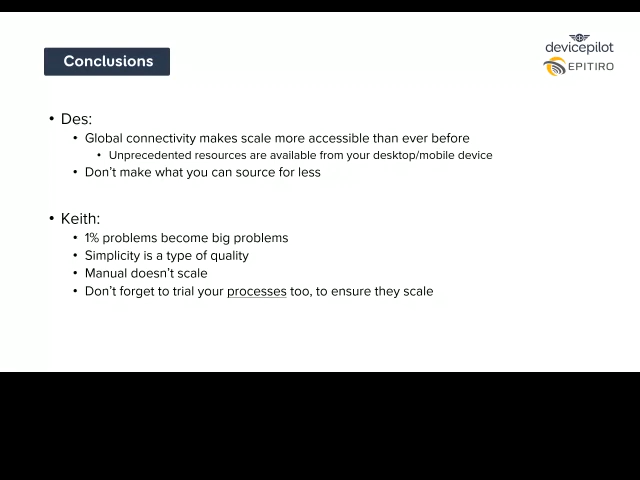 devicepilot
Conclusions
EPITIRO
• Des:
• Global connectivity makes scale more accessible than ever before
• Unprecedented resources are available from your desktop/mobile device
• Don’t make what you can source for less
• Keith:
• 1% problems become big problems
• Simplicity is a type of quality
• Manual doesn’t scale
• Don’t forget to trial your processes too, to ensure they scale